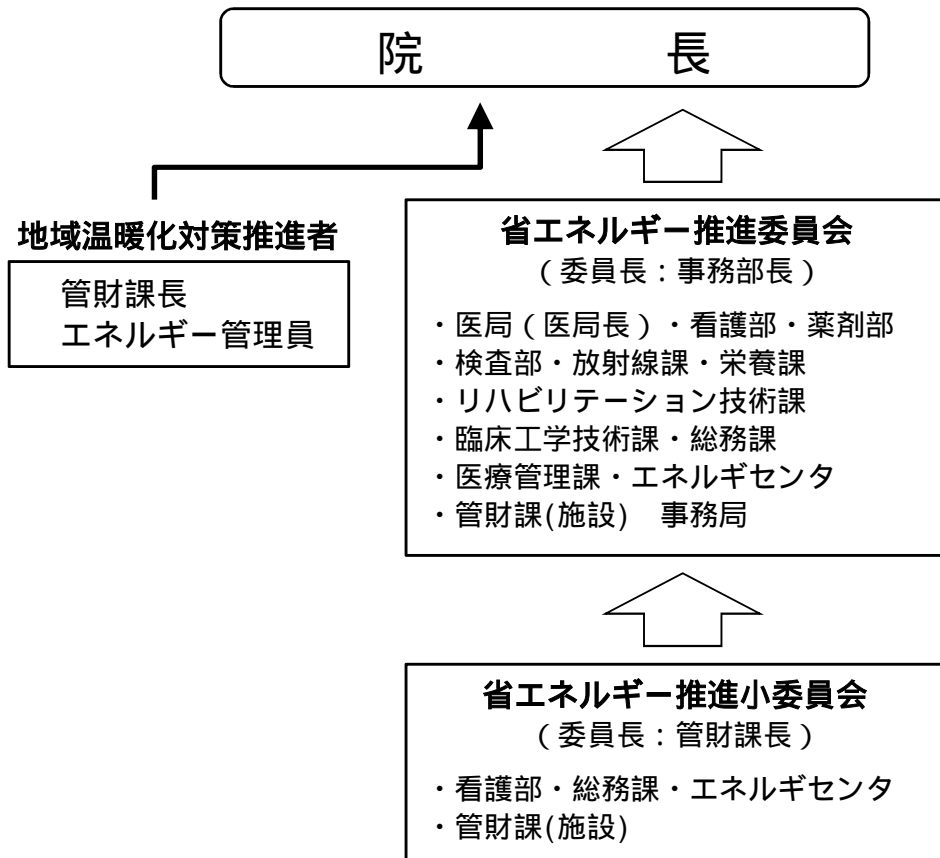 院　長
地域温暖化対策推進者
管財課長
エネルギー管理員
省エネルギー推進委員会
（委員長：事務部長）
・医局（医局長）・看護部・薬剤部
・検査部・放射線課・栄養課
・リハビリテーション技術課
・臨床工学技術課・総務課
・医療管理課・エネルギセンタ
・管財課(施設)　事務局
省エネルギー推進小委員会
（委員長：管財課長）
・看護部・総務課・エネルギセンタ
・管財課(施設)